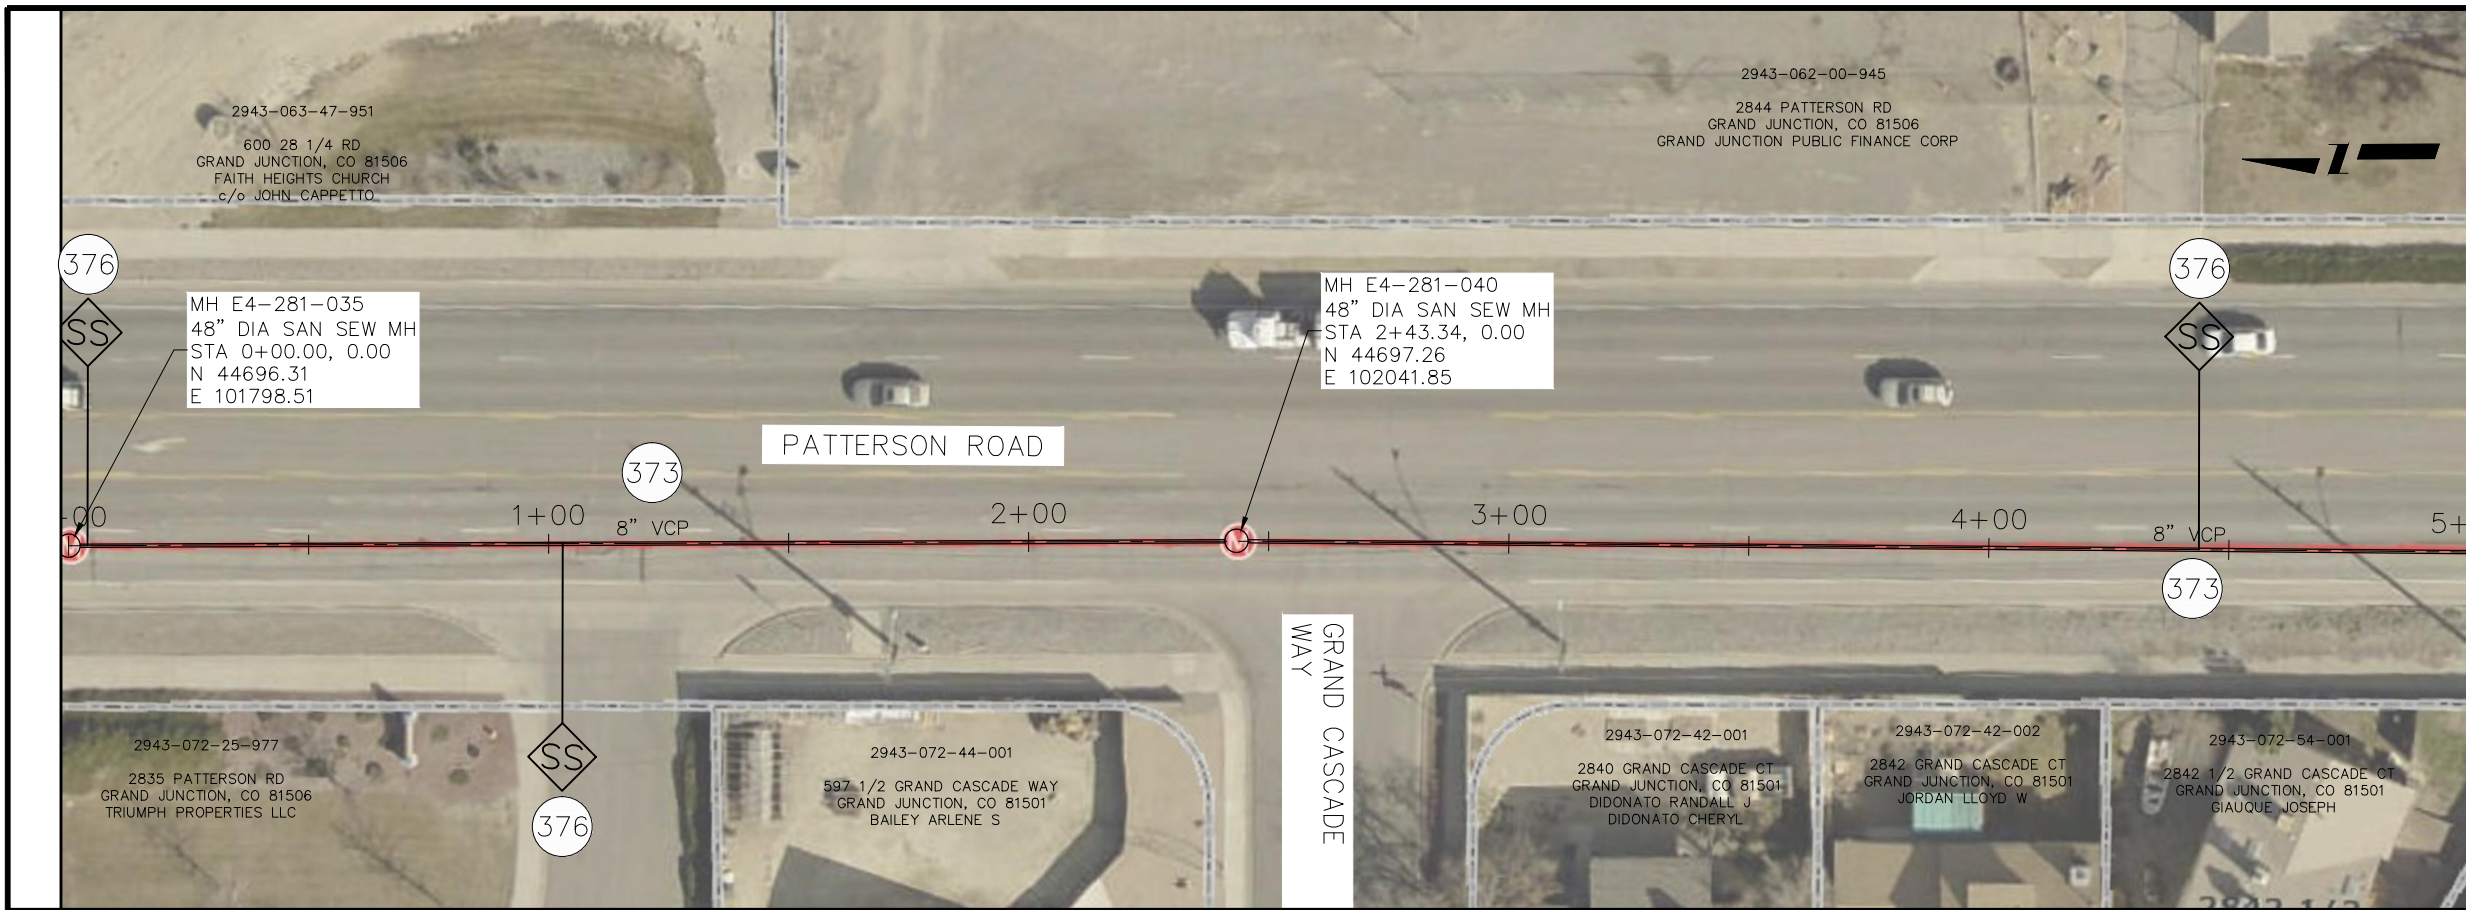 2943-063-47-951
600 28 1/4 RD
GRAND JUNCTION, CO 81506
FAITH HEIGHTS CHURCH
c/o JOHN CAPPETTO
2943-062-00-945
2844 PATTERSON RD
GRAND JUNCTION, CO 81506
GRAND JUNCTION PUBLIC FINANCE CORP
Z
376
SS
MH E4-281-035
48" DIA SAN SEW MH
STA 0+00.00, 0.00
N 44696.31
E 101798.51
MH E4-281-040
48" DIA SAN SEW MH
STA 2+43.34, 0.00
N 44697.26
E 102041.85
376
SS
PATTERSON ROAD
373
+00
1+00
8" VCP
2+00
3+00
4+00
8" VCP
5+
373
GRAND CASCADE
WAY
2943-072-25-977
2835 PATTERSON RD
GRAND JUNCTION, CO 81506
TRIUMPH PROPERTIES LLC
SS
376
2943-072-44-001
597 1/2 GRAND CASCADE WAY
GRAND JUNCTION, CO 81501
BAILEY ARLENE S
2943-072-42-001
2840 GRAND CASCADE CT
GRAND JUNCTION, CO 81501
DIDONATO RANDALL J
DIDONATO CHERYL
2943-072-42-002
2842 GRAND CASCADE CT
GRAND JUNCTION, CO 81501
JORDAN LLOYD W
2943-072-54-001
2842 1/2 GRAND CASCADE CT
GRAND JUNCTION, CO 81501
GIAUQUE JOSEPH
2842 1/2